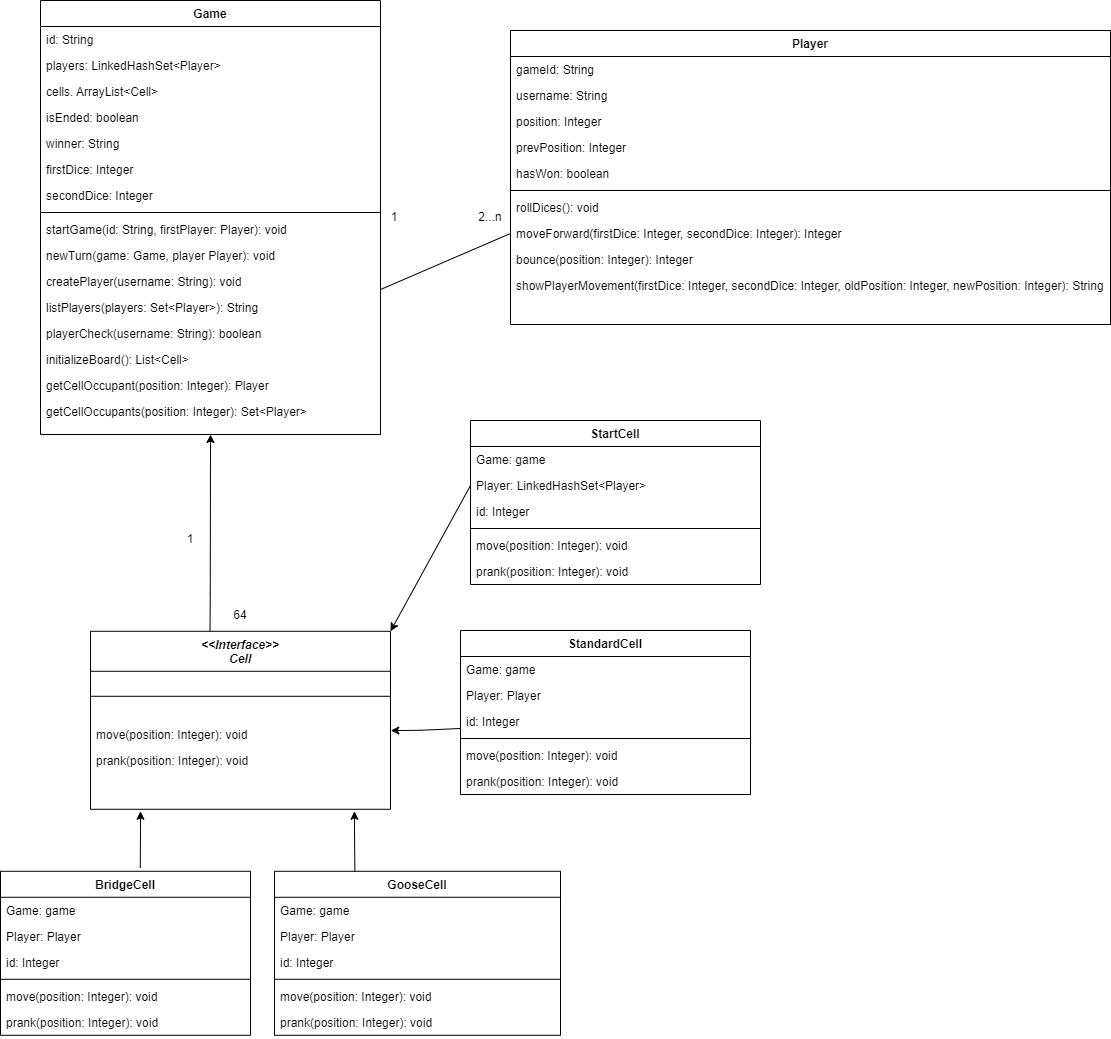 Game
id: String
players: LinkedHashSet<Player>
cells. ArrayList<Cell>
isEnded: boolean
winner: String
firstDice: Integer
secondDice: Integer
startGame(id: String, firstPlayer: Player): void
newTurn(game: Game, player Player): void
createPlayer(username: String): void
listPlayers(players: Set<Player>): String
playerCheck(username: String): boolean
initializeBoard(): List<Cell>
getCellOccupant(position: Integer): Player
getCellOccupants(position: Integer): Set<Player>
1
2...n
Player
gameId: String
username: String
position: Integer
prevPosition: Integer
hasWon: boolean
rollDices(): void
moveForward(firstDice: Integer, secondDice: Integer): Integer
bounce(position: Integer): Integer
showPlayerMovement(firstDice: Integer, secondDice: Integer, oldPosition: Integer, newPosition: Integer): String
StartCell
Game: game
Player: LinkedHashSet<Player>
id: Integer
move(position: Integer): void
prank(position: Integer): void
1
64
<<Interface>>
Cell
move(position: Integer): void
prank(position: Integer): void
StandardCell
Game: game
Player: Player
id: Integer
move(position: Integer): void
prank(position: Integer): void
BridgeCell
Game: game
Player: Player
id: Integer
move(position: Integer): void
prank(position: Integer): void
GooseCell
Game: game
Player: Player
id: Integer
move(position: Integer): void
prank(position: Integer): void